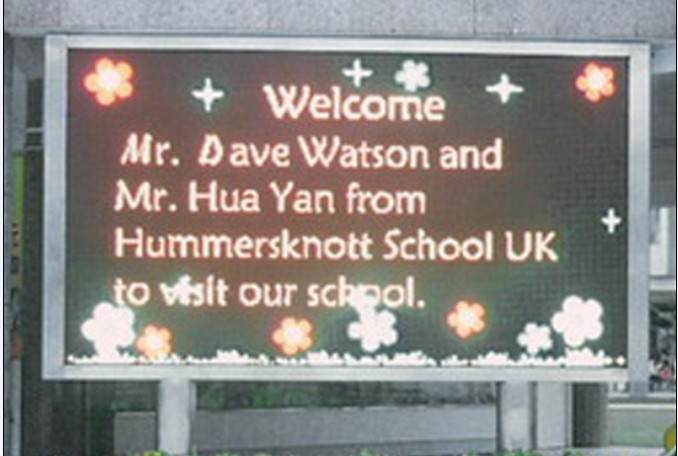 Welcome
Mr. Dave Watson and
Mr. Hua Yan from
Hummersknott School UK
to visit our school.